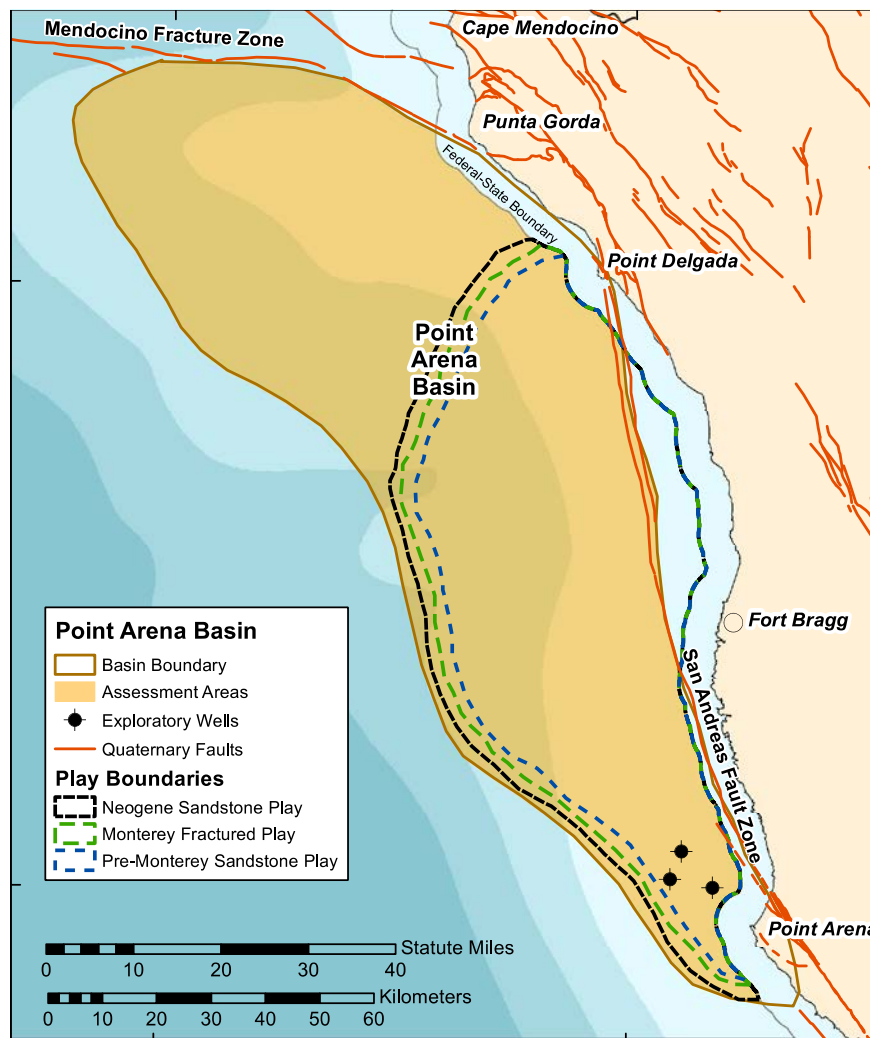 Mendocino Fracture Zone
Cape Mendocino
Punta Gorda
Federal-State Boundary
Point Delgada
Point
Arena
Basin
Fort Bragg
San Andreas Fault Zone
Point Arena
Point Arena Basin
Basin Boundary
Assessment Areas
Exploratory Wells
Quaternary Faults
Play Boundaries
Neogene Sandstone Play
Monterey Fractured Play
Pre-Monterey Sandstone Play
Statute Miles
0 10 20 30 40
Kilometers
0 10 20 30 40 50 60